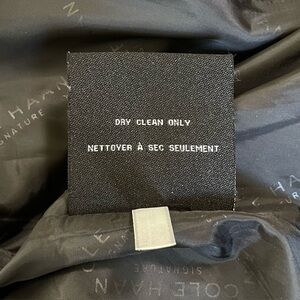 DRY CLEAN ONLY
NETTOYER À SEC SEULEMENT
COLE HAAN
SIGNATURE